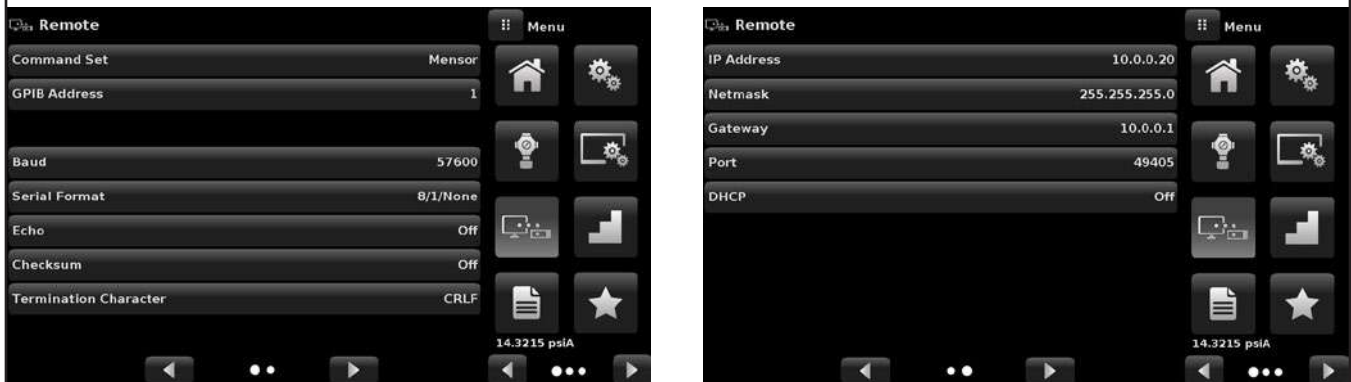 Remote
Menu
Command Set Mensor
GPIB Address 1
Baud 57600
Serial Format 8/1/None
Echo Off
Checksum Off
Termination Character CRLF
14.3215 psiA
Remote
Menu
IP Address 10.0.0.20
Netmask 255.255.255.0
Gateway 10.0.0.1
Port 49405
DHCP Off
14.3215 psiA